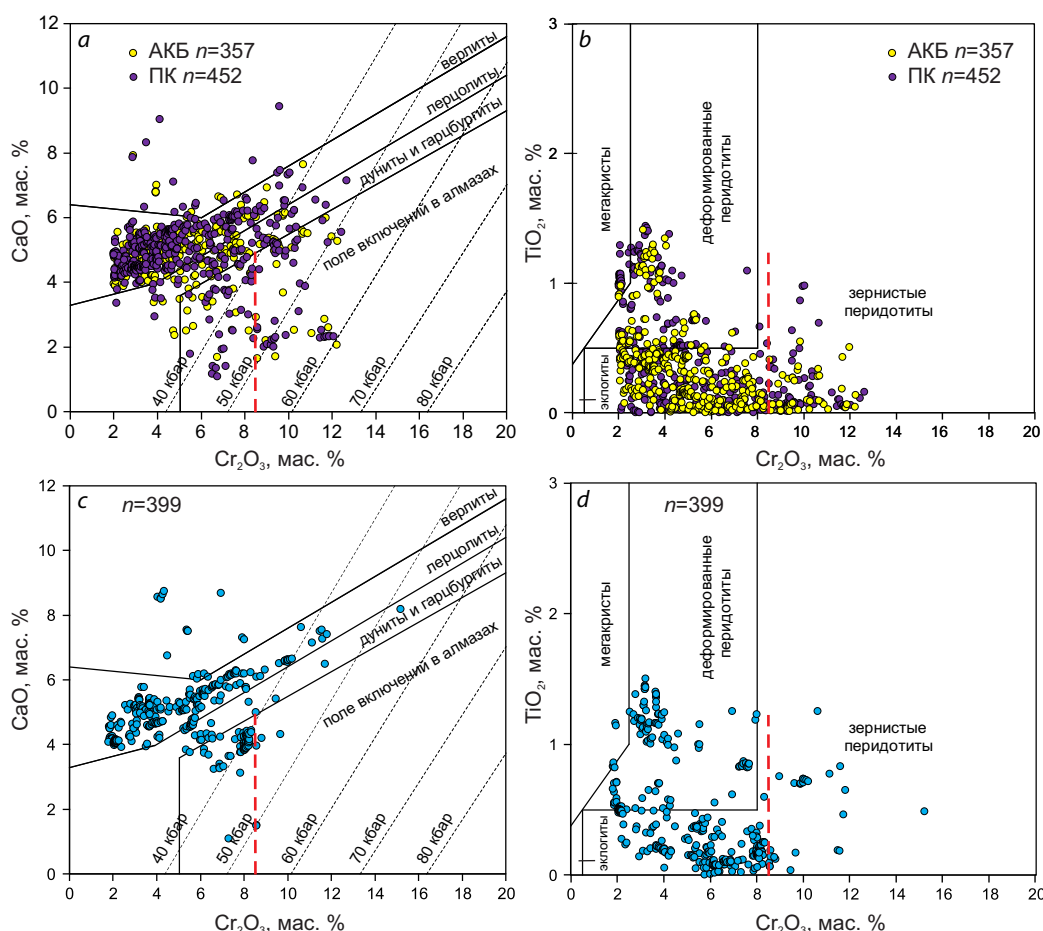 a
АКБ n=357
ПК n=452
12
10
8
6
4
2
0
CaO, мас. %
верлиты
лерцолиты
дуниты и гарцбургиты
поле включений в алмазах
40 кбар
50 кбар
60 кбар
70 кбар
80 кбар
0 2 4 6 8 10 12 14 16 18 20
Cr₂O₃, мас. %
b
АКБ n=357
ПК n=452
3
2
1
0
TiO₂, мас. %
мегакристы
деформированные
перидотиты
зернистые
перидотиты
эклогиты
0 2 4 6 8 10 12 14 16 18 20
Cr₂O₃, мас. %
c
n=399
12
10
8
6
4
2
0
CaO, мас. %
верлиты
лерцолиты
дуниты и гарцбургиты
поле включений в алмазах
40 кбар
50 кбар
60 кбар
70 кбар
80 кбар
0 2 4 6 8 10 12 14 16 18 20
Cr₂O₃, мас. %
d
n=399
3
2
1
0
TiO₂, мас. %
мегакристы
деформированные
перидотиты
зернистые
перидотиты
эклогиты
0 2 4 6 8 10 12 14 16 18 20
Cr₂O₃, мас. %